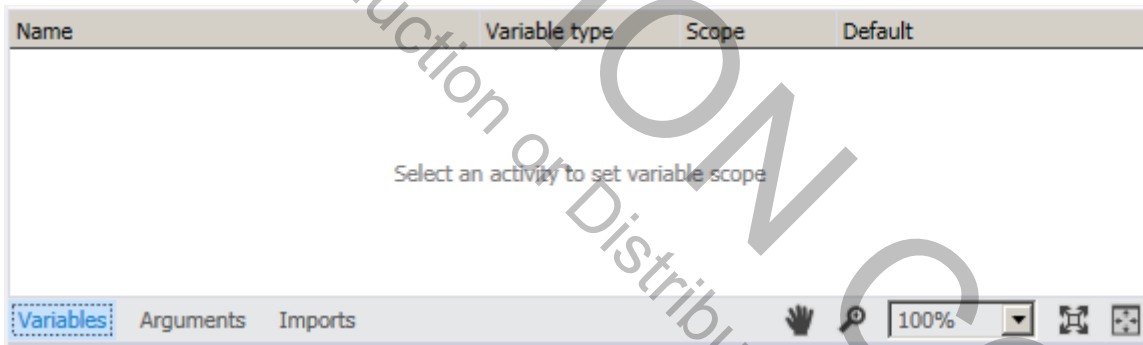 Name Variable type Scope Default
Select an activity to set variable scope
Variables Arguments Imports 100%